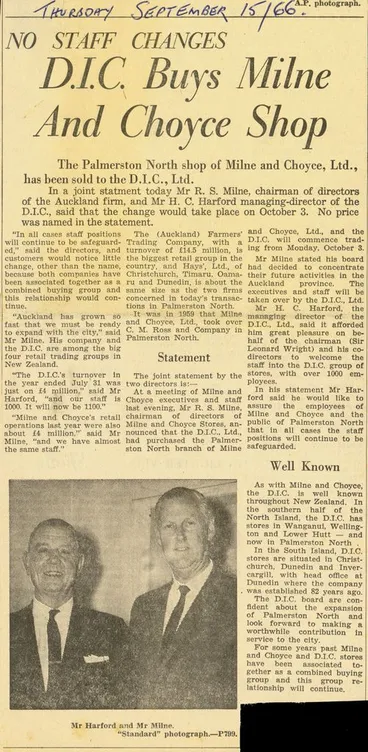 A.P. photograph.
THURSDAY SEPTEMBER 15/66.
NO STAFF CHANGES
D.I.C. Buys Milne
And Choyce Shop
The Palmerston North shop of Milne and Choyce, Ltd.,
has been sold to the D.I.C., Ltd.
In a joint statment today Mr R. S. Milne, chairman of directors
of the Auckland firm, and Mr H. C. Harford managing-director of the
D.I.C., said that the change would take place on October 3. No price
was named in the statement.
"In all cases staff positions
will continue to be safeguard-
ed," said the directors, and
customers would notice little
change, other than the name,
because both companies have
been associated together as a
combined buying group and
this relationship would con-
tinue.
"Auckland has grown so
fast that we must be ready
to expand with the city," said
Mr Milne. His company and
the D.I.C. are among the big
four retail trading groups in
New Zealand.
"The D.I.C.'s turnover in
the year ended July 31 was
just on £4 million," said Mr
Harford, "and our staff is
1000. It will now be 1100."
"Milne and Choyce's retail
operations last year were also
about £4 million," said Mr
Milne, "and we have almost
the same staff."
The (Auckland) Farmers'
Trading Company, with a
turnover of £14.5 million, is
the biggest retail group in the
country, and Hays', Ltd., of
Christchurch, Timaru, Oama-
ru and Dunedin, is about the
same size as the two firms
concerned in today's transac-
tions in Palmerston North.
It was in 1959 that Milne
and Choyce, Ltd., took over
C. M. Ross and Company in
Palmerston North.
Statement
The joint statement by the
two directors is:—
At a meeting of Milne and
Choyce executives and staff
last evening, Mr R. S. Milne,
chairman of directors of
Milne and Choyce Stores, an-
nounced that the D.I.C., Ltd.,
had purchased the Palmer-
ston North branch of Milne
and Choyce, Ltd., and the
D.I.C. will commence trad-
ing from Monday, October 3.
Mr Milne stated his board
had decided to concentrate
their future activities in the
Auckland province. The
executives and staff will be
taken over by the D.I.C., Ltd.
Mr H. C. Harford, the
managing director of the
D.I.C., Ltd., said it afforded
him great pleasure on be-
half of the chairman (Sir
Leonard Wright) and his co-
directors to welcome the
staff into the D.I.C. group of
stores, with over 1000 em-
ployees.
In his statement Mr Har-
ford said he would like to
assure the employees of
Milne and Choyce and the
public of Palmerston North
that in all cases the staff
positions will continue to be
safeguarded.
Well Known
As with Milne and Choyce,
the D.I.C. is well known
throughout New Zealand. In
the southern half of the
North Island, the D.I.C. has
stores in Wanganui, Welling-
ton and Lower Hutt — and
now in Palmerston North.
In the South Island, D.I.C.
stores are situated in Christ-
church, Dunedin and Inver-
cargill, with head office at
Dunedin where the company
was established 82 years ago.
The D.I.C. board are con-
fident about the expansion
of Palmerston North and
look forward to making a
worthwhile contribution in
service to the city.
For some years past Milne
and Choyce and D.I.C. stores
have been associated to-
gether as a combined buying
group and this group re-
lationship will continue.
Mr Harford and Mr Milne.
"Standard" photograph.—P799.